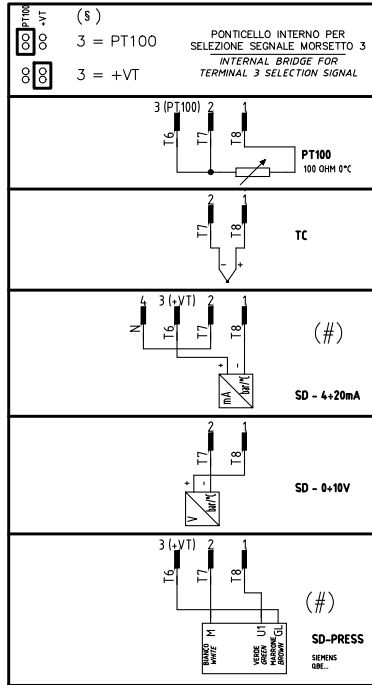 PT100
+VT
(§)
3 = PT100
3 = +VT
PONTICELLO INTERNO PER
SELEZIONE SEGNALE MORSETTO 3
INTERNAL BRIDGE FOR
TERMINAL 3 SELECTION SIGNAL
3 (PT100) 2 1
T6 T7 T8
PT100
100 OHM 0°C
2 1
T7 T8
- +
TC
4 3 (+VT) 2 1
N T6 T7 T8
+ -
mA bar/°C
(#)
SD - 4÷20mA
2 1
T7 T8
+ -
V bar/°C
SD - 0÷10V
3 (+VT) 2 1
T6 T7 T8
M U1 GL
BIANCO
WHITE
VERDE
GREEN
MARRONE
BROWN
(#)
SD-PRESS
SIEMENS
QBE...